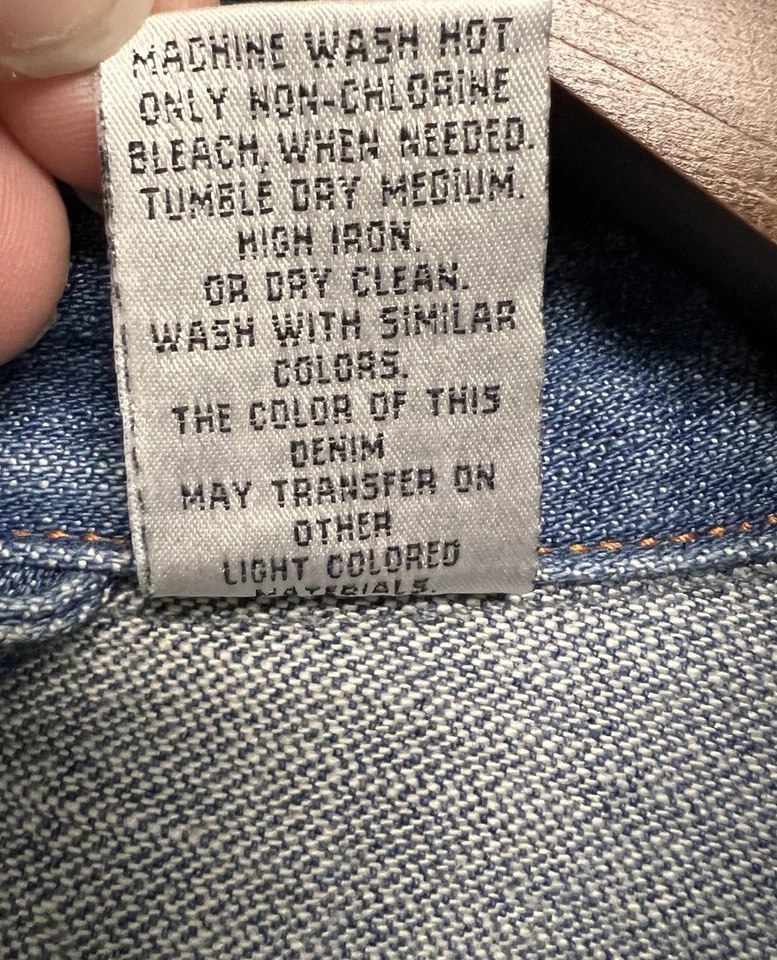 MACHINE WASH HOT.
ONLY NON-CHLORINE
BLEACH, WHEN NEEDED.
TUMBLE DRY MEDIUM.
HIGH IRON.
OR DRY CLEAN.
WASH WITH SIMILAR
COLORS.
THE COLOR OF THIS
DENIM
MAY TRANSFER ON
OTHER
LIGHT COLORED
MATERIALS.